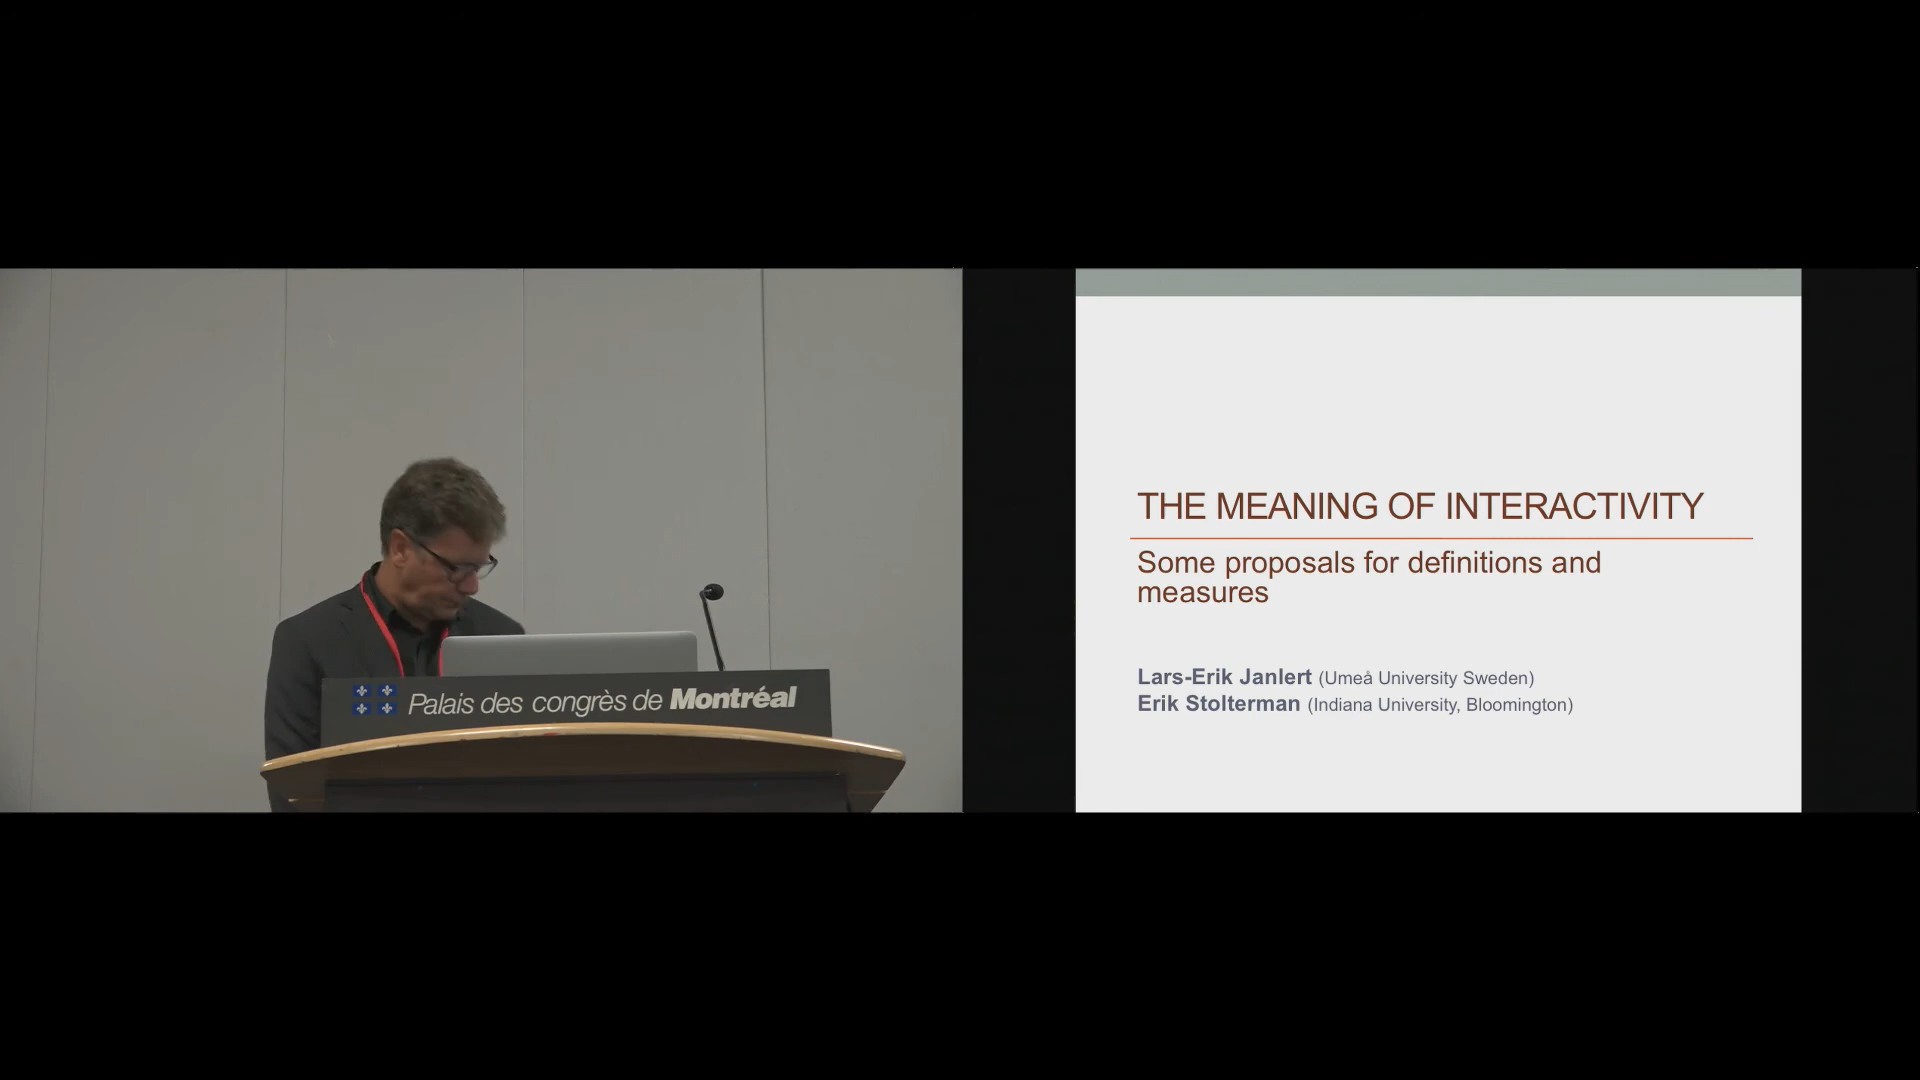 Palais des congrès de Montréal
THE MEANING OF INTERACTIVITY
Some proposals for definitions and
measures
Lars-Erik Janlert (Umeå University Sweden)
Erik Stolterman (Indiana University, Bloomington)